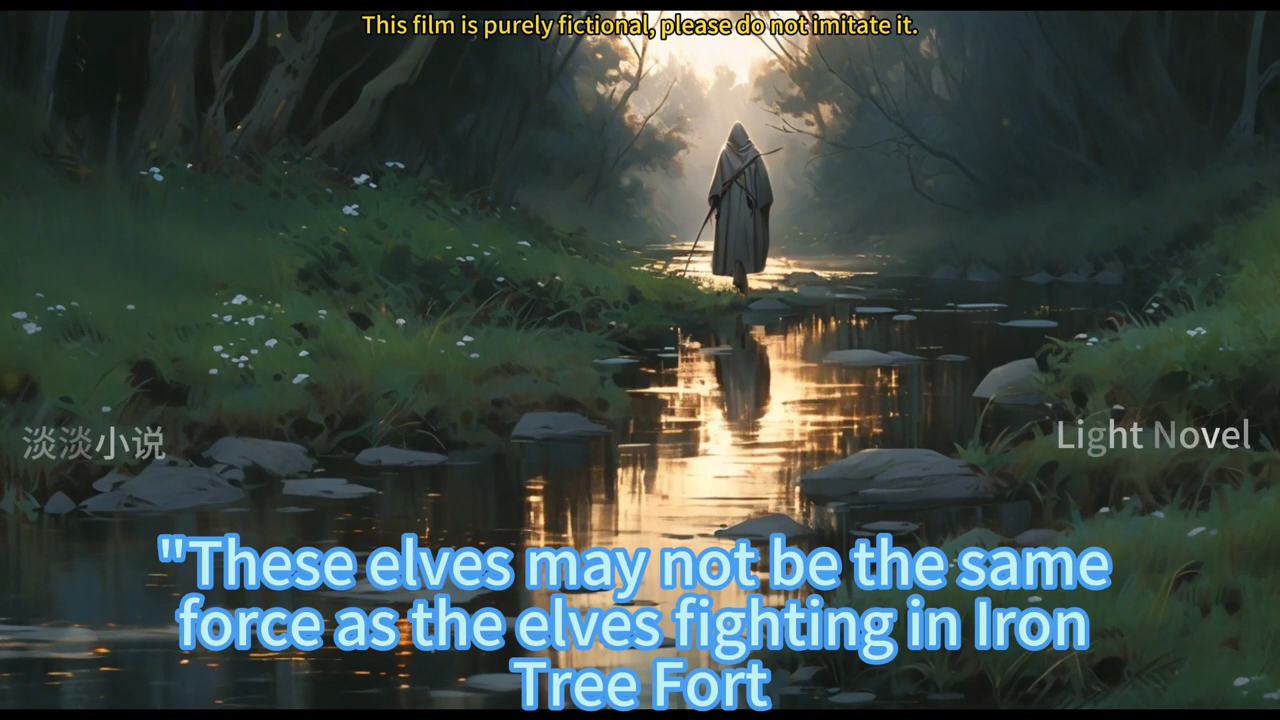 This film is purely fictional, please do not imitate it.
淡淡小说
Light Novel
"These elves may not be the same
force as the elves fighting in Iron
Tree Fort